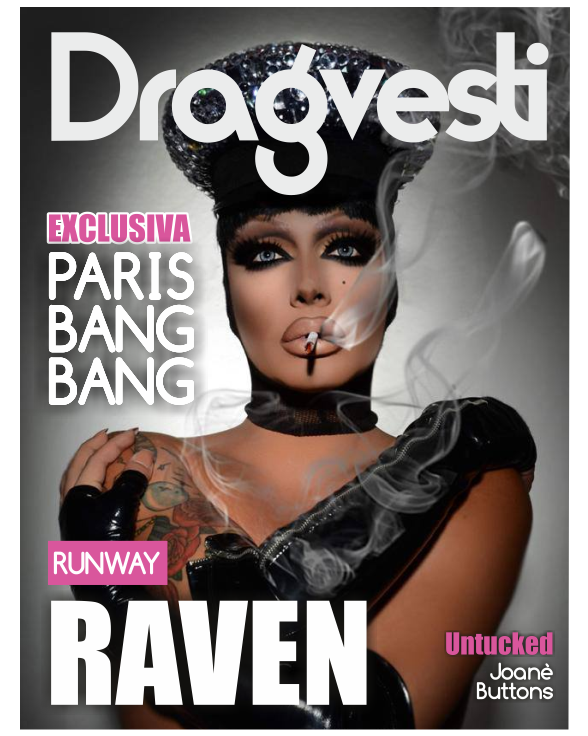 Dragvesti
EXCLUSIVA
PARIS
BANG
BANG
RUNWAY
RAVEN
Untucked
Joanè
Buttons